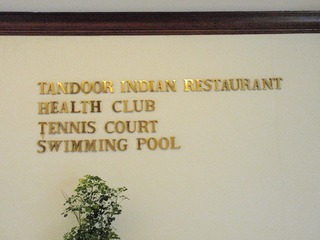 TANDOOR INDIAN RESTAURANT
HEALTH CLUB
TENNIS COURT
SWIMMING POOL